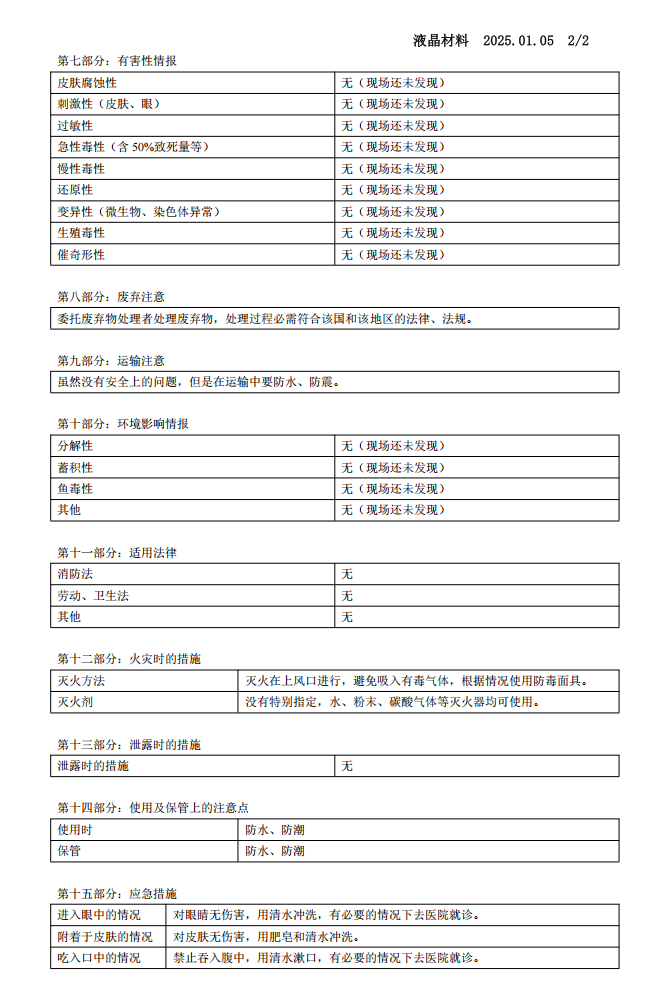 液晶材料 2025.01.05 2/2
第七部分：有害性情报
皮肤腐蚀性 无（现场还未发现）
刺激性（皮肤、眼） 无（现场还未发现）
过敏性 无（现场还未发现）
急性毒性（含 50%致死量等） 无（现场还未发现）
慢性毒性 无（现场还未发现）
还原性 无（现场还未发现）
变异性（微生物、染色体异常） 无（现场还未发现）
生殖毒性 无（现场还未发现）
催奇形性 无（现场还未发现）
第八部分：废弃注意
委托废弃物处理者处理废弃物，处理过程必需符合该国和该地区的法律、法规。
第九部分：运输注意
虽然没有安全上的问题，但是在运输中要防水、防震。
第十部分：环境影响情报
分解性 无（现场还未发现）
蓄积性 无（现场还未发现）
鱼毒性 无（现场还未发现）
其他 无（现场还未发现）
第十一部分：适用法律
消防法 无
劳动、卫生法 无
其他 无
第十二部分：火灾时的措施
灭火方法 灭火在上风口进行，避免吸入有毒气体，根据情况使用防毒面具。
灭火剂 没有特别指定，水、粉末、碳酸气体等灭火器均可使用。
第十三部分：泄露时的措施
泄露时的措施 无
第十四部分：使用及保管上的注意点
使用时 防水、防潮
保管 防水、防潮
第十五部分：应急措施
进入眼中的情况 对眼睛无伤害，用清水冲洗，有必要的情况下去医院就诊。
附着于皮肤的情况 对皮肤无伤害，用肥皂和清水冲洗。
吃入口中的情况 禁止吞入腹中，用清水漱口，有必要的情况下去医院就诊。